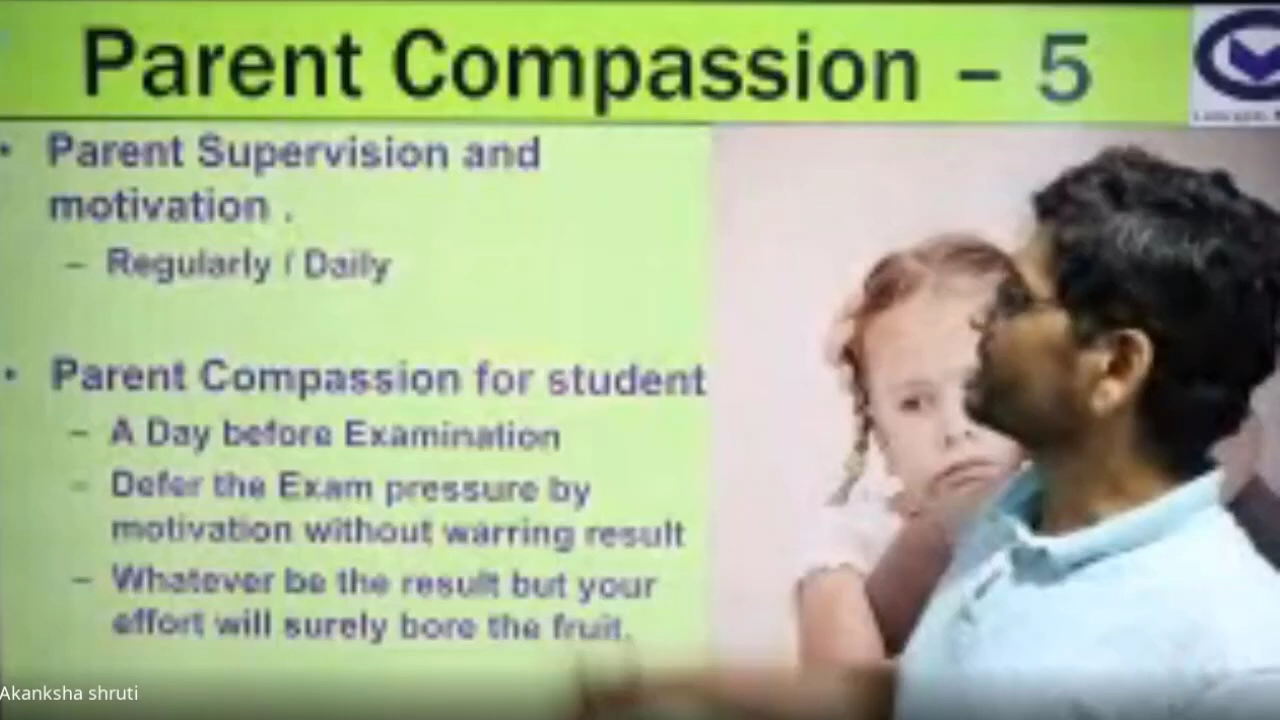 Parent Compassion – 5
• Parent Supervision and
motivation .
– Regularly / Daily
• Parent Compassion for student
– A Day before Examination
– Defer the Exam pressure by
motivation without warring result
– Whatever be the result but your
effort will surely bore the fruit.
Akanksha shruti